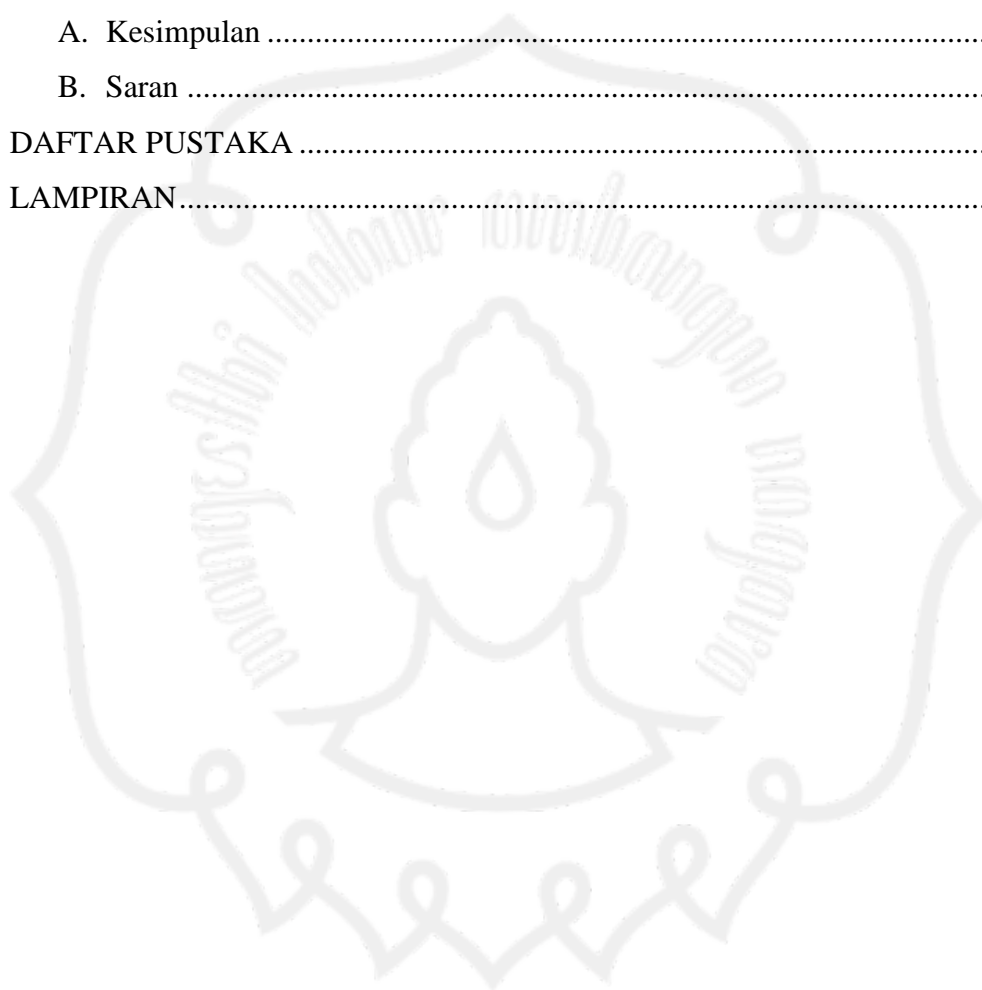 A. Kesimpulan ..........................................................................................
B. Saran ....................................................................................................
DAFTAR PUSTAKA ......................................................................................
LAMPIRAN.....................................................................................................